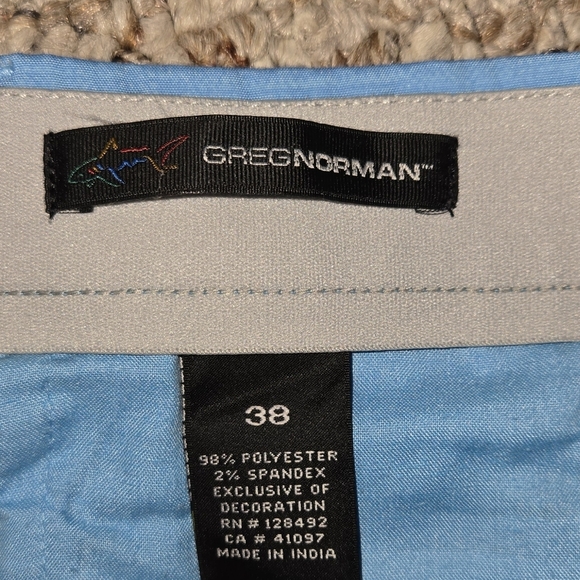 GREGNORMAN™
38
98% POLYESTER
2% SPANDEX
EXCLUSIVE OF
DECORATION
RN # 128492
CA # 41097
MADE IN INDIA